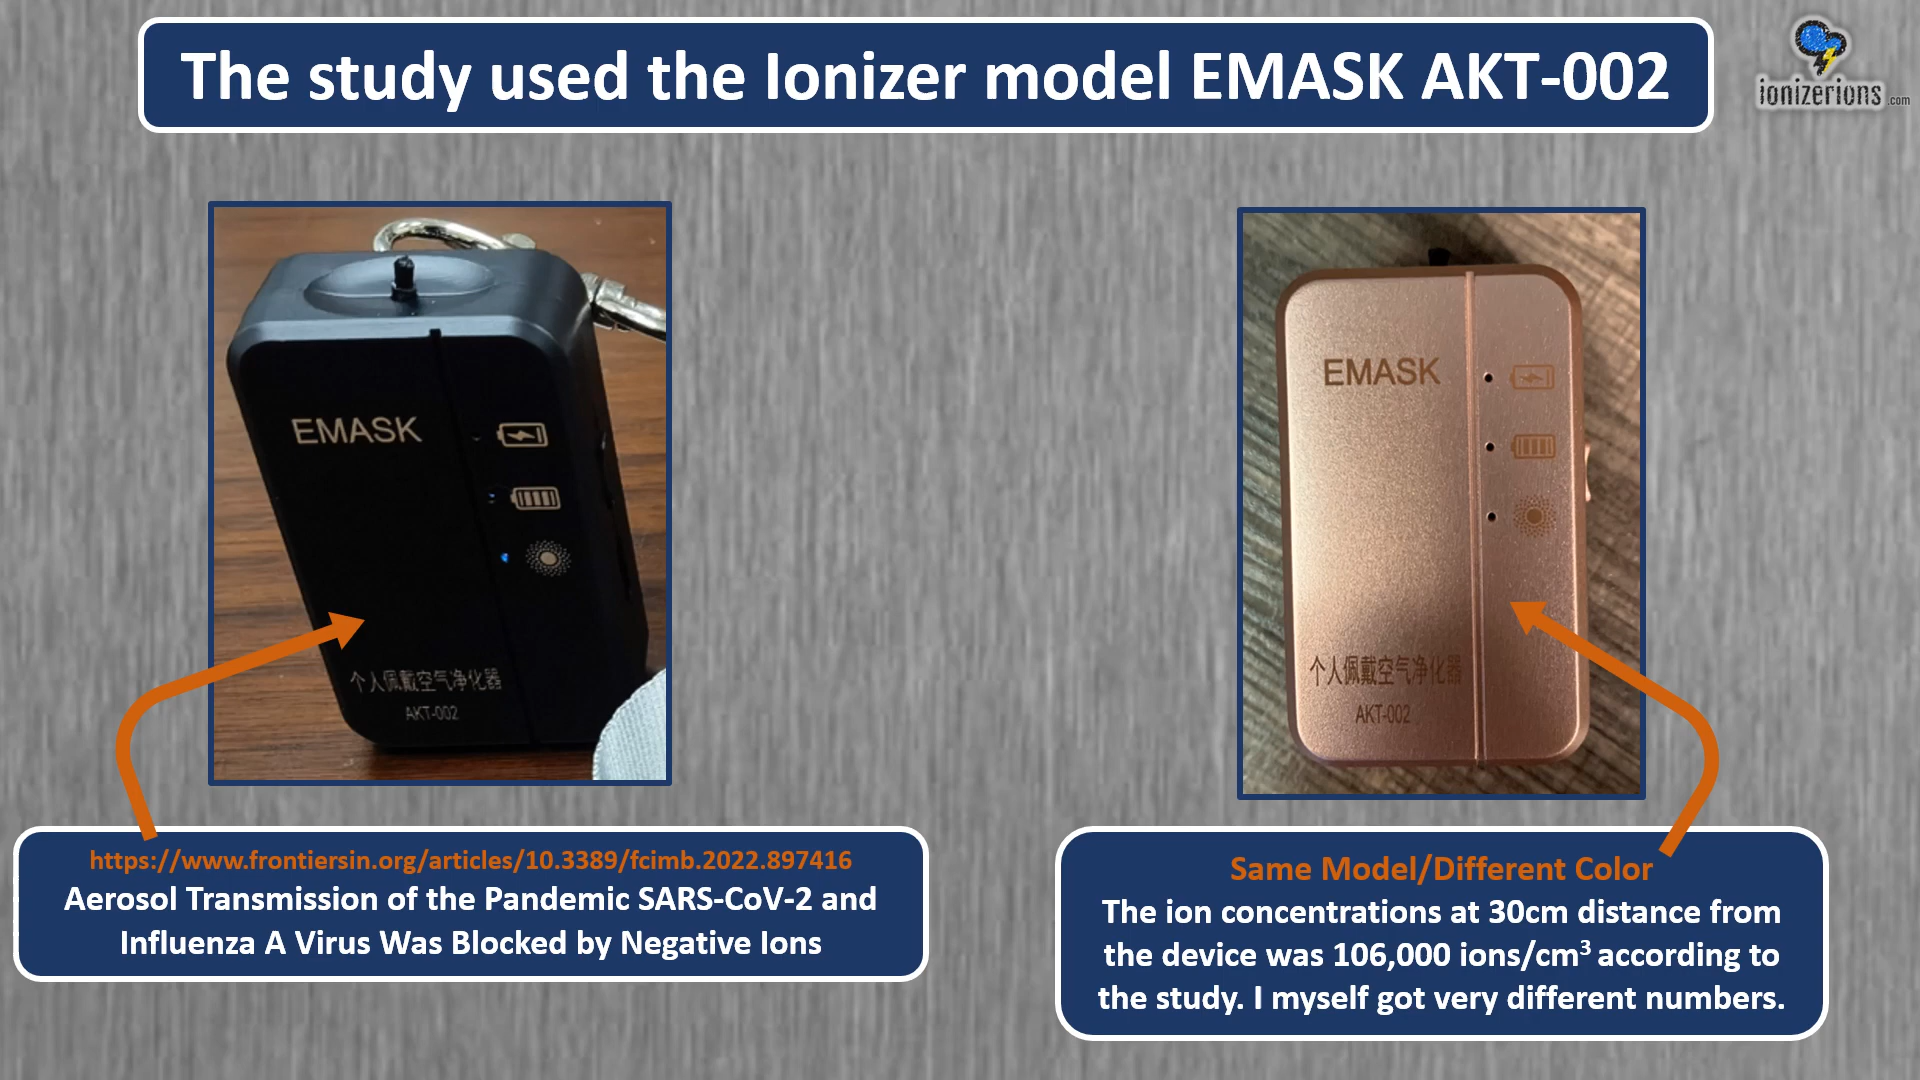 The study used the Ionizer model EMASK AKT-002
ionizerions.com
EMASK
个人佩戴空气净化器
AKT-002
EMASK
个人佩戴空气净化器
AKT-002
https://www.frontiersin.org/articles/10.3389/fcimb.2022.897416
Aerosol Transmission of the Pandemic SARS-CoV-2 and
Influenza A Virus Was Blocked by Negative Ions
Same Model/Different Color
The ion concentrations at 30cm distance from
the device was 106,000 ions/cm³ according to
the study. I myself got very different numbers.